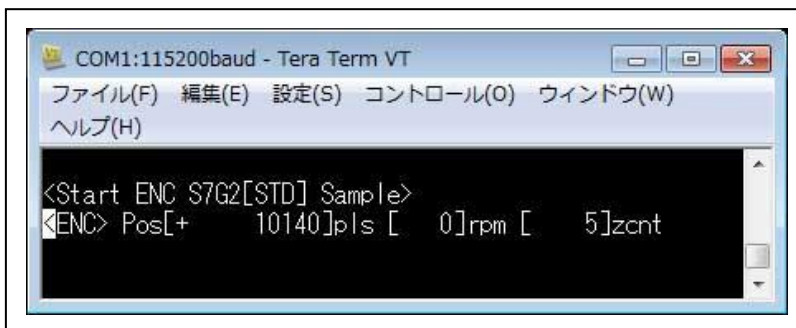 COM1:115200baud - Tera Term VT
ファイル(F) 編集(E) 設定(S) コントロール(O) ウィンドウ(W)
ヘルプ(H)
<Start ENC S7G2[STD] Sample>
<ENC> Pos[+      10140]pls [   0]rpm [    5]zcnt